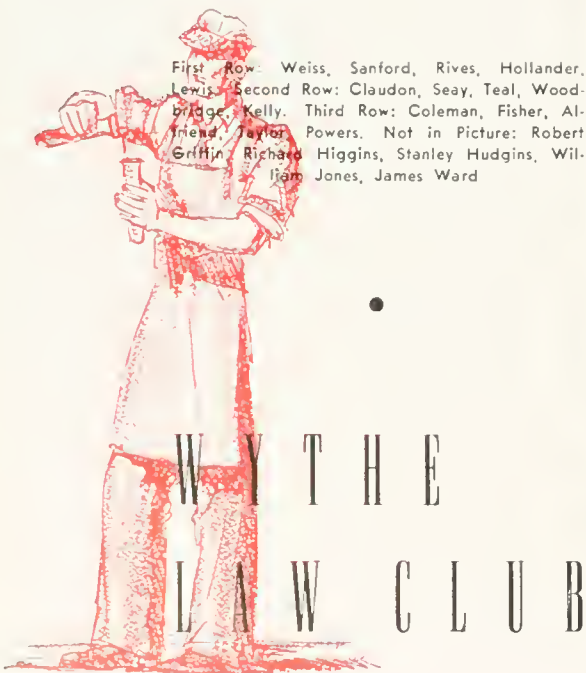 First Row: Weiss, Sanford, Rives, Hollander,
Lewis. Second Row: Claudon, Seay, Teal, Wood-
bridge, Kelly. Third Row: Coleman, Fisher, Al-
friend, Taylor, Powers. Not in Picture: Robert
Griffin, Richard Higgins, Stanley Hudgins, Wil-
liam Jones, James Ward
WYTHE
LAW CLUB